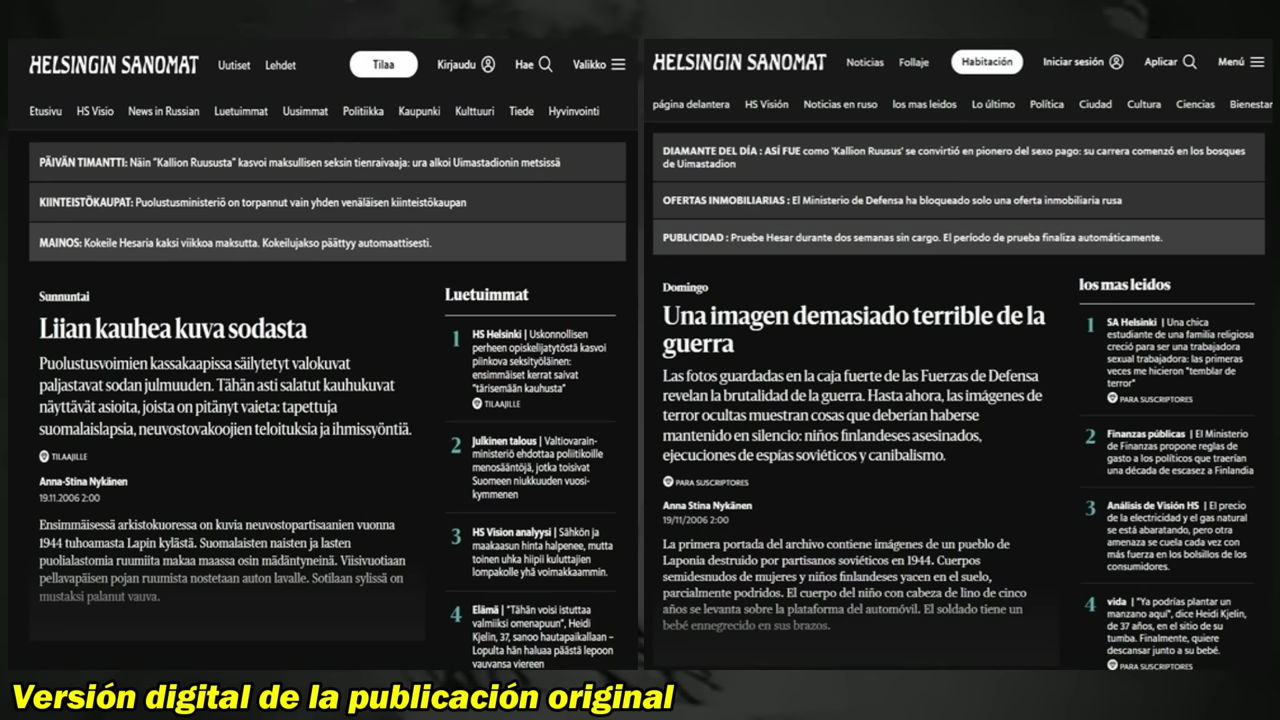 HELSINGIN SANOMAT
Uutiset Lehdet
Tilaa
Kirjaudu Hae Valikko
Etusivu HS Visio News in Russian Luetuimmat Uusimmat Politiikka Kaupunki Kulttuuri Tiede Hyvinvointi
PÄIVÄN TIMANTTI: Näin "Kallion Ruususta" kasvoi maksullisen seksin tienraivaaja: ura alkoi Uimastadionin metsissä
KIINTEISTÖKAUPAT: Puolustusministeriö on torpannut vain yhden venäläisen kiinteistökaupan
MAINOS: Kokeile Hesaria kaksi viikkoa maksutta. Kokeilujakso päättyy automaattisesti.
Sunnuntai
Liian kauhea kuva sodasta
Puolustusvoimien kassakaapissa säilytetyt valokuvat
paljastavat sodan julmuuden. Tähän asti salatut kauhukuvat
näyttävät asioita, joista on pitänyt vaieta: tapettuja
suomalaislapsia, neuvostovakoojien teloituksia ja ihmissyöntiä.
TILAAJILLE
Anna-Stina Nykänen
19.11.2006 2:00
Ensimmäisessä arkistokuoressa on kuvia neuvostopartisaanien vuonna
1944 tuhoamasta Lapin kylästä. Suomalaisten naisten ja lasten
puolialastomia ruumiita makaa maassa osin mädäntyneinä. Viisivuotiaan
pellavapäisen pojan ruumista nostetaan auton lavalle. Sotilaan sylissä on
mustaksi palanut vauva.
Luetuimmat
1 HS Helsinki | Uskonnollisen
perheen opiskelijatytöstä kasvoi
piinkova seksityöläinen:
ensimmäiset kerrat saivat
"tärisemään kauhusta"
TILAAJILLE
2 Julkinen talous | Valtiovarain-
ministeriö ehdottaa poliitikoille
menosääntöjä, jotka toisivat
Suomeen niukkuuden vuosi-
kymmenen
3 HS Vision analyysi | Sähkön ja
maakaasun hinta halpenee, mutta
toinen uhka hiipii kuluttajien
lompakolle yhä voimakkaammin.
4 Elämä | "Tähän voisi istuttaa
valmiiksi omenapuun", Heidi
Kjelin, 37, sanoo hautapaikallaan –
Lopulta hän haluaa päästä lepoon
vauvansa viereen
HELSINGIN SANOMAT
Noticias Follaje
Habitación
Iniciar sesión Aplicar Menú
página delantera HS Visión Noticias en ruso los mas leidos Lo último Política Ciudad Cultura Ciencias Bienestar
DIAMANTE DEL DÍA : ASÍ FUE como 'Kallion Ruusus' se convirtió en pionero del sexo pago: su carrera comenzó en los bosques
de Uimastadion
OFERTAS INMOBILIARIAS : El Ministerio de Defensa ha bloqueado solo una oferta inmobiliaria rusa
PUBLICIDAD : Pruebe Hesar durante dos semanas sin cargo. El período de prueba finaliza automáticamente.
Domingo
Una imagen demasiado terrible de la
guerra
Las fotos guardadas en la caja fuerte de las Fuerzas de Defensa
revelan la brutalidad de la guerra. Hasta ahora, las imágenes de
terror ocultas muestran cosas que deberían haberse
mantenido en silencio: niños finlandeses asesinados,
ejecuciones de espías soviéticos y canibalismo.
PARA SUSCRIPTORES
Anna Stina Nykänen
19/11/2006 2:00
La primera portada del archivo contiene imágenes de un pueblo de
Laponia destruido por partisanos soviéticos en 1944. Cuerpos
semidesnudos de mujeres y niños finlandeses yacen en el suelo,
parcialmente podridos. El cuerpo del niño con cabeza de lino de cinco
años se levanta sobre la plataforma del automóvil. El soldado tiene un
bebé ennegrecido en sus brazos.
los mas leidos
1 SA Helsinki | Una chica
estudiante de una familia religiosa
creció para ser una trabajadora
sexual trabajadora: las primeras
veces me hicieron "temblar de
terror"
PARA SUSCRIPTORES
2 Finanzas públicas | El Ministerio
de Finanzas propone reglas de
gasto a los políticos que traerían
una década de escasez a Finlandia
3 Análisis de Visión HS | El precio
de la electricidad y el gas natural
se está abaratando, pero otra
amenaza se cuela cada vez con
más fuerza en los bolsillos de los
consumidores.
4 vida | "Ya podrías plantar un
manzano aquí", dice Heidi Kjelin,
de 37 años, en el sitio de su
tumba. Finalmente, quiere
descansar junto a su bebé.
PARA SUSCRIPTORES
Versión digital de la publicación original